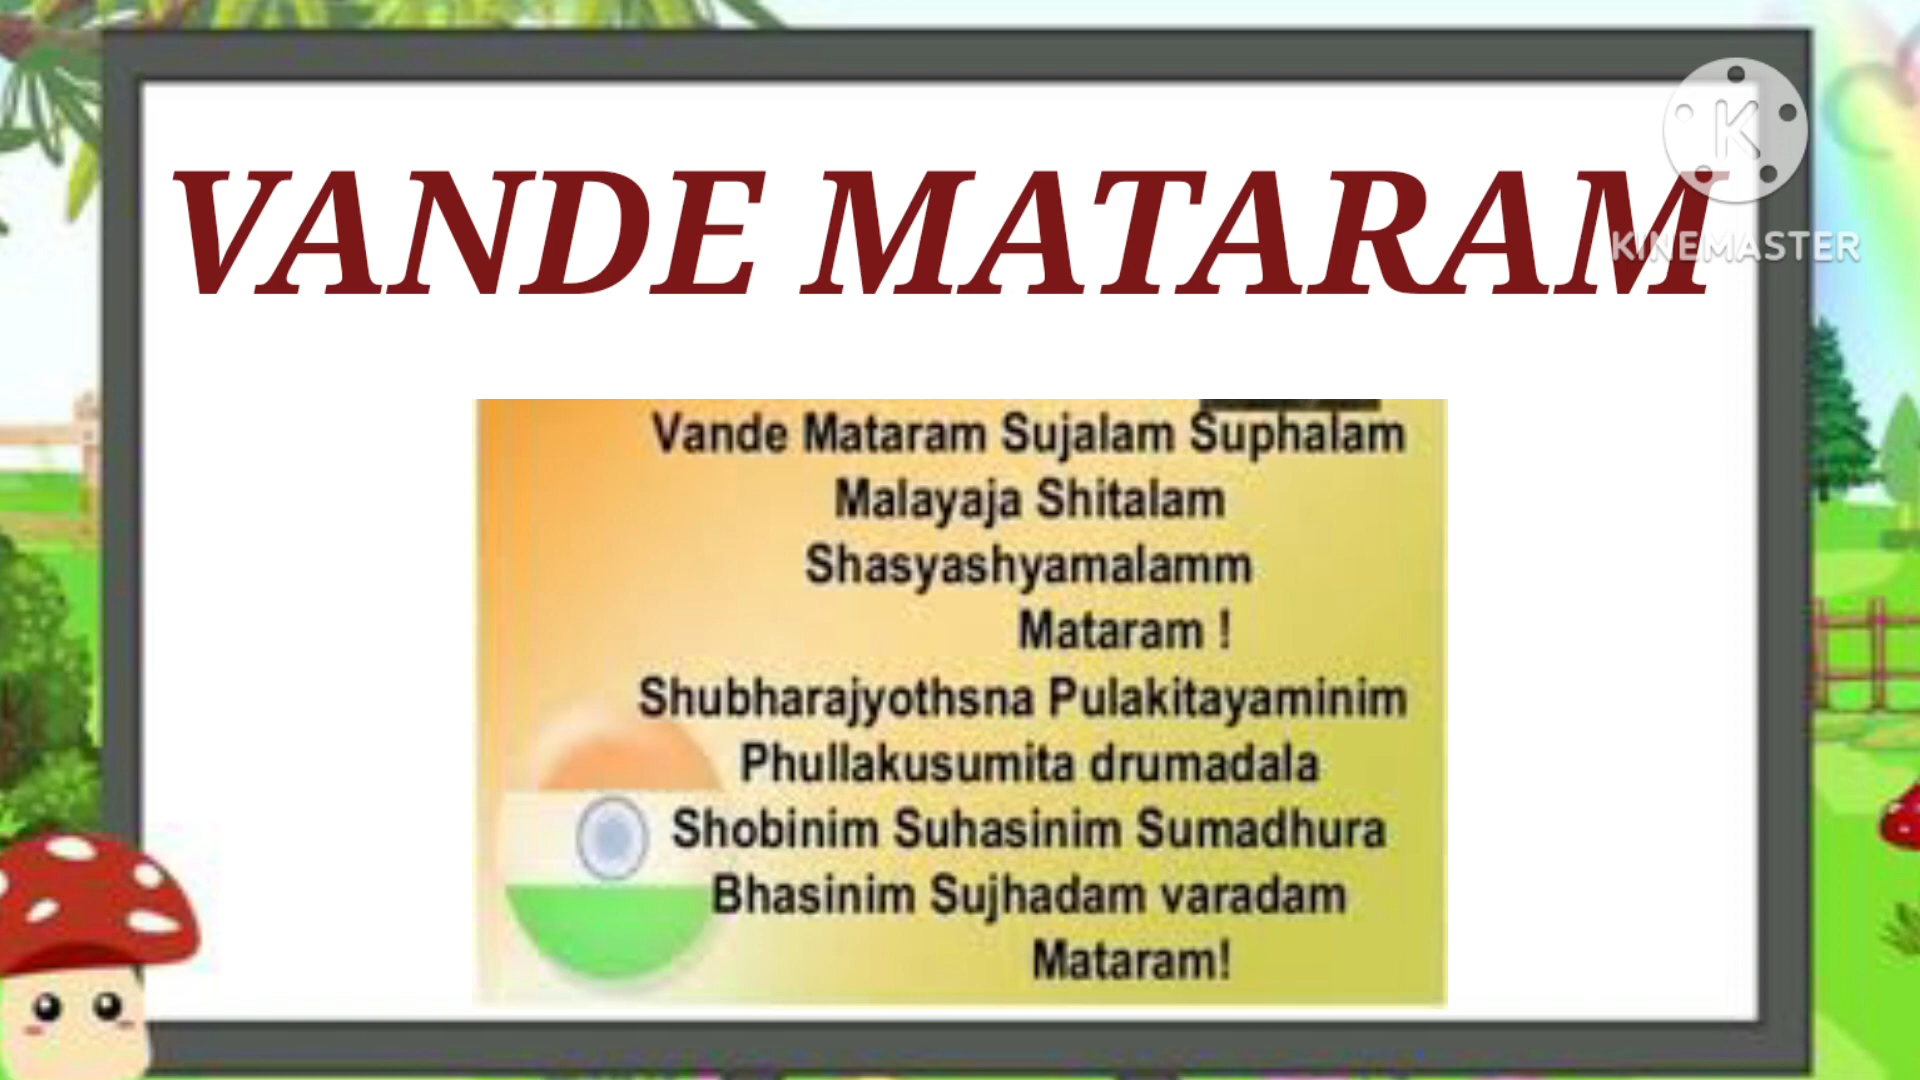 VANDE MATARAM
K
KINEMASTER
Vande Mataram Sujalam Suphalam
Malayaja Shitalam
Shasyashyamalamm
Mataram !
Shubharajyothsna Pulakitayaminim
Phullakusumita drumadala
Shobinim Suhasinim Sumadhura
Bhasinim Sujhadam varadam
Mataram!